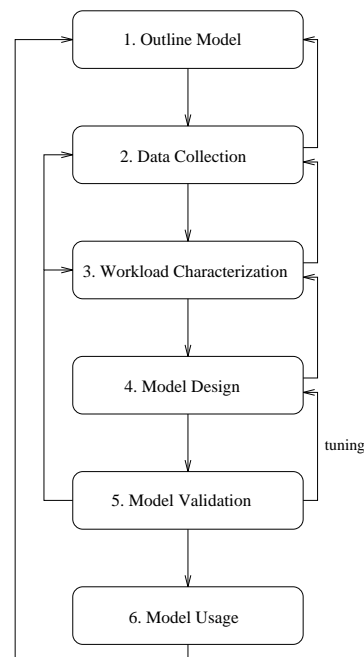 1. Outline Model
2. Data Collection
3. Workload Characterization
4. Model Design
tuning
5. Model Validation
6. Model Usage